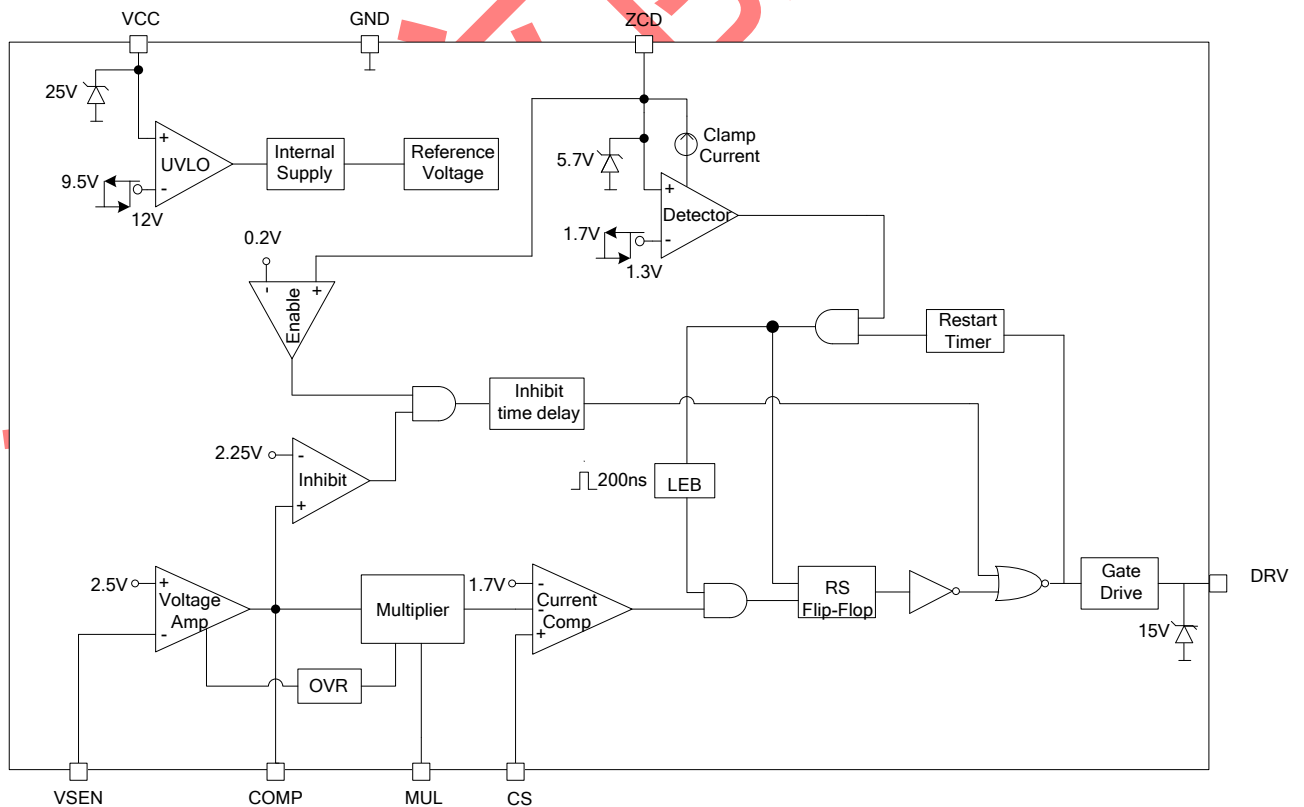 VCC
GND
ZCD
25V
+
UVLO
-
9.5V
12V
Internal
Supply
Reference
Voltage
Clamp
Current
5.7V
+
Detector
-
1.7V
1.3V
0.2V
-
+
Enable
Restart
Timer
Inhibit
time delay
2.25V
-
Inhibit
+
200ns
LEB
2.5V
+
Voltage
Amp
-
Multiplier
1.7V
-
-
Current
Comp
+
RS
Flip-Flop
Gate
Drive
DRV
15V
OVR
VSEN
COMP
MUL
CS